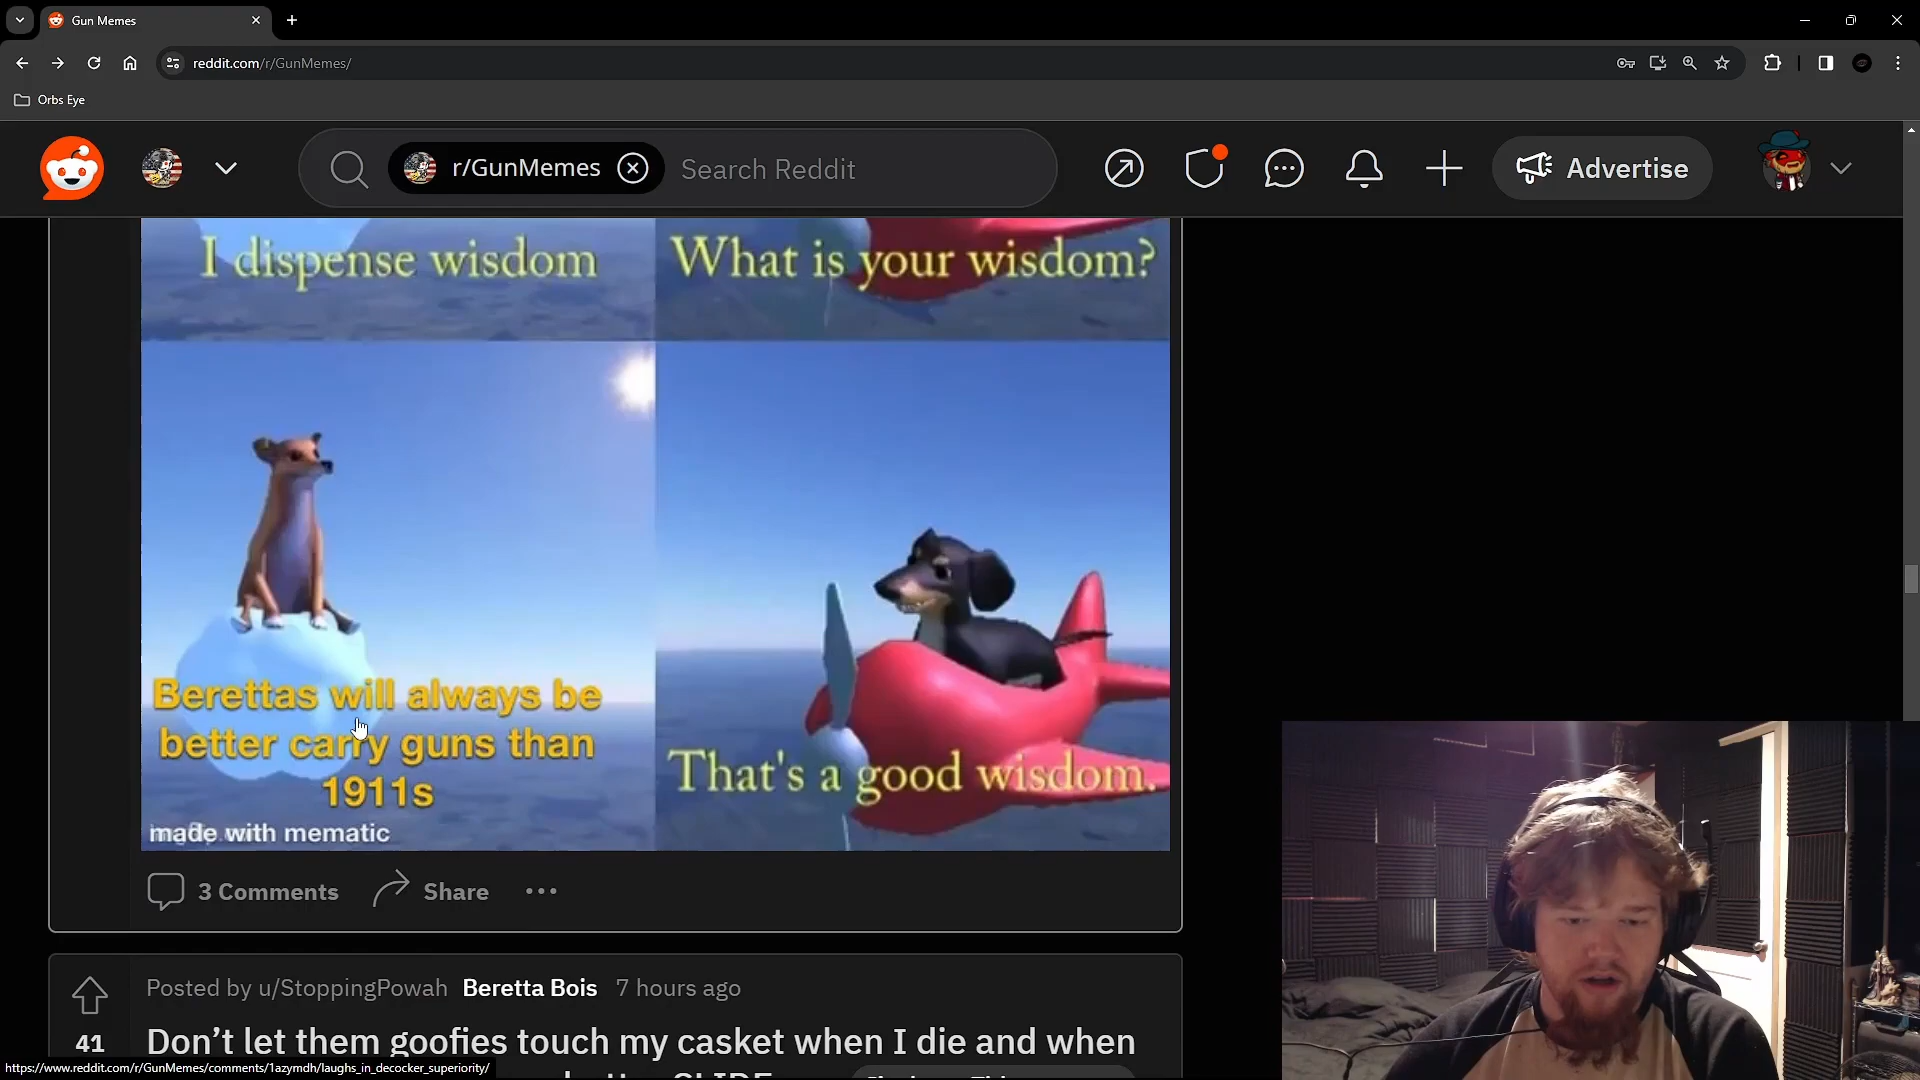 Gun Memes
reddit.com/r/GunMemes/
Orbs Eye
r/GunMemes
Search Reddit
Advertise
I dispense wisdom
What is your wisdom?
Berettas will always be
better carry guns than
1911s
That's a good wisdom.
made with mematic
3 Comments
Share
Posted by u/StoppingPowah Beretta Bois 7 hours ago
41
Don’t let them goofies touch my casket when I die and when
https://www.reddit.com/r/GunMemes/comments/1azymdh/laughs_in_decocker_superiority/